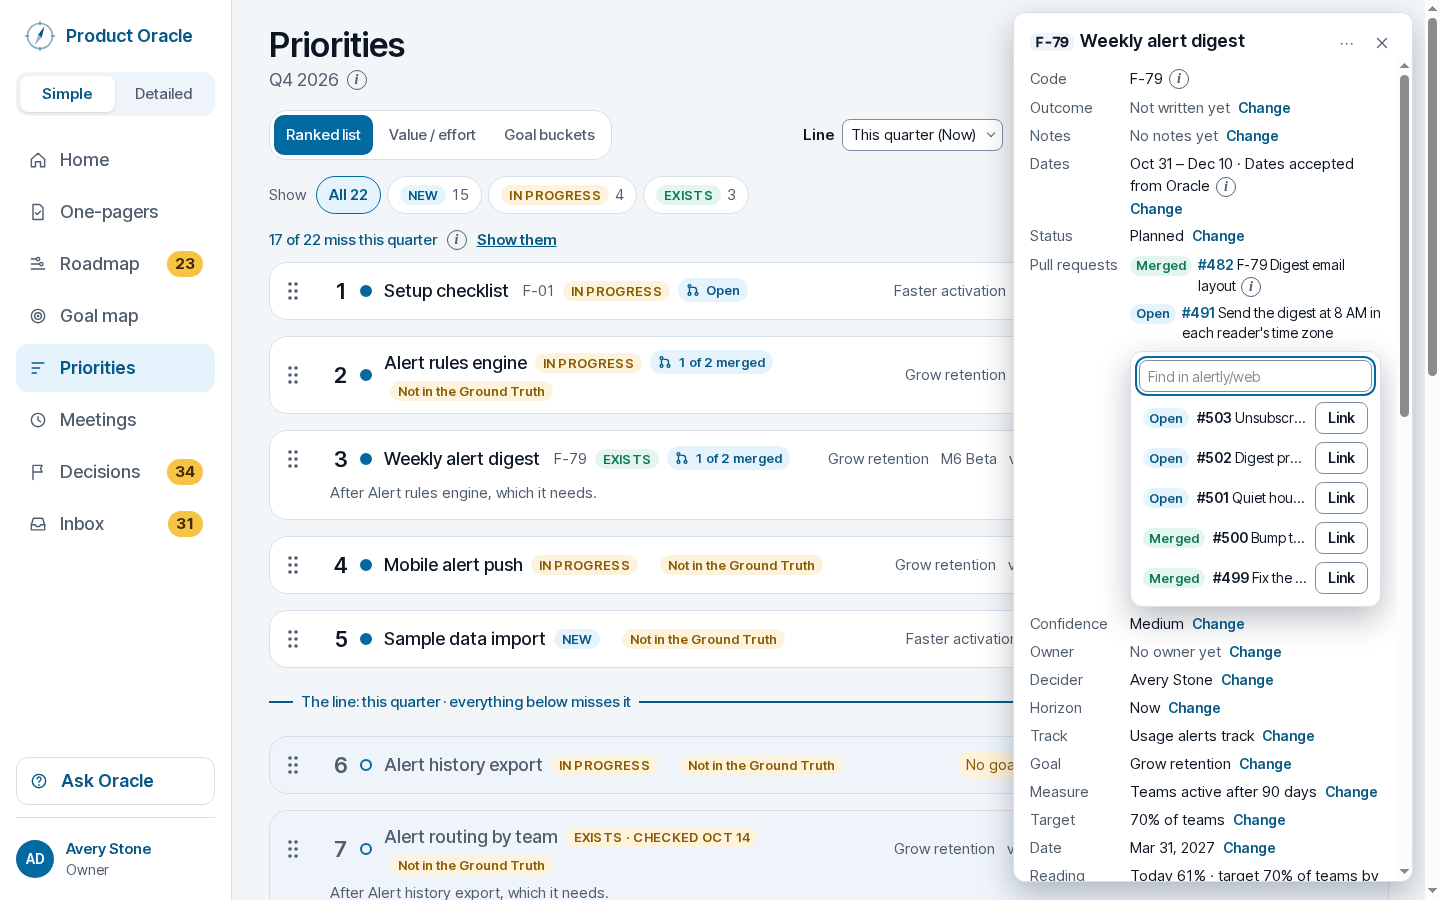 Product Oracle
Simple
Detailed
Home
One-pagers
Roadmap 23
Goal map
Priorities
Meetings
Decisions 34
Inbox 31
Ask Oracle
AD
Avery Stone
Owner
Priorities
Q4 2026 i
Ranked list
Value / effort
Goal buckets
Line This quarter (Now)
Show All 22 NEW 15 IN PROGRESS 4 EXISTS 3
17 of 22 miss this quarter i Show them
1 Setup checklist F-01 IN PROGRESS Open Faster activation
2 Alert rules engine IN PROGRESS 1 of 2 merged Grow retention
Not in the Ground Truth
3 Weekly alert digest F-79 EXISTS 1 of 2 merged Grow retention M6 Beta
After Alert rules engine, which it needs.
4 Mobile alert push IN PROGRESS Not in the Ground Truth Grow retention
5 Sample data import NEW Not in the Ground Truth Faster activation
The line: this quarter · everything below misses it
6 Alert history export IN PROGRESS Not in the Ground Truth No goa
7 Alert routing by team EXISTS · CHECKED OCT 14 Grow retention
Not in the Ground Truth
After Alert history export, which it needs.
F-79 Weekly alert digest ...
Code F-79 i
Outcome Not written yet Change
Notes No notes yet Change
Dates Oct 31 – Dec 10 · Dates accepted
from Oracle i
Change
Status Planned Change
Pull requests Merged #482 F-79 Digest email
layout i
Open #491 Send the digest at 8 AM in
each reader's time zone
Find in alertly/web
Open #503 Unsubscr... Link
Open #502 Digest pr... Link
Open #501 Quiet hou... Link
Merged #500 Bump t... Link
Merged #499 Fix the ... Link
Confidence Medium Change
Owner No owner yet Change
Decider Avery Stone Change
Horizon Now Change
Track Usage alerts track Change
Goal Grow retention Change
Measure Teams active after 90 days Change
Target 70% of teams Change
Date Mar 31, 2027 Change
Reading Today 61% · target 70% of teams by